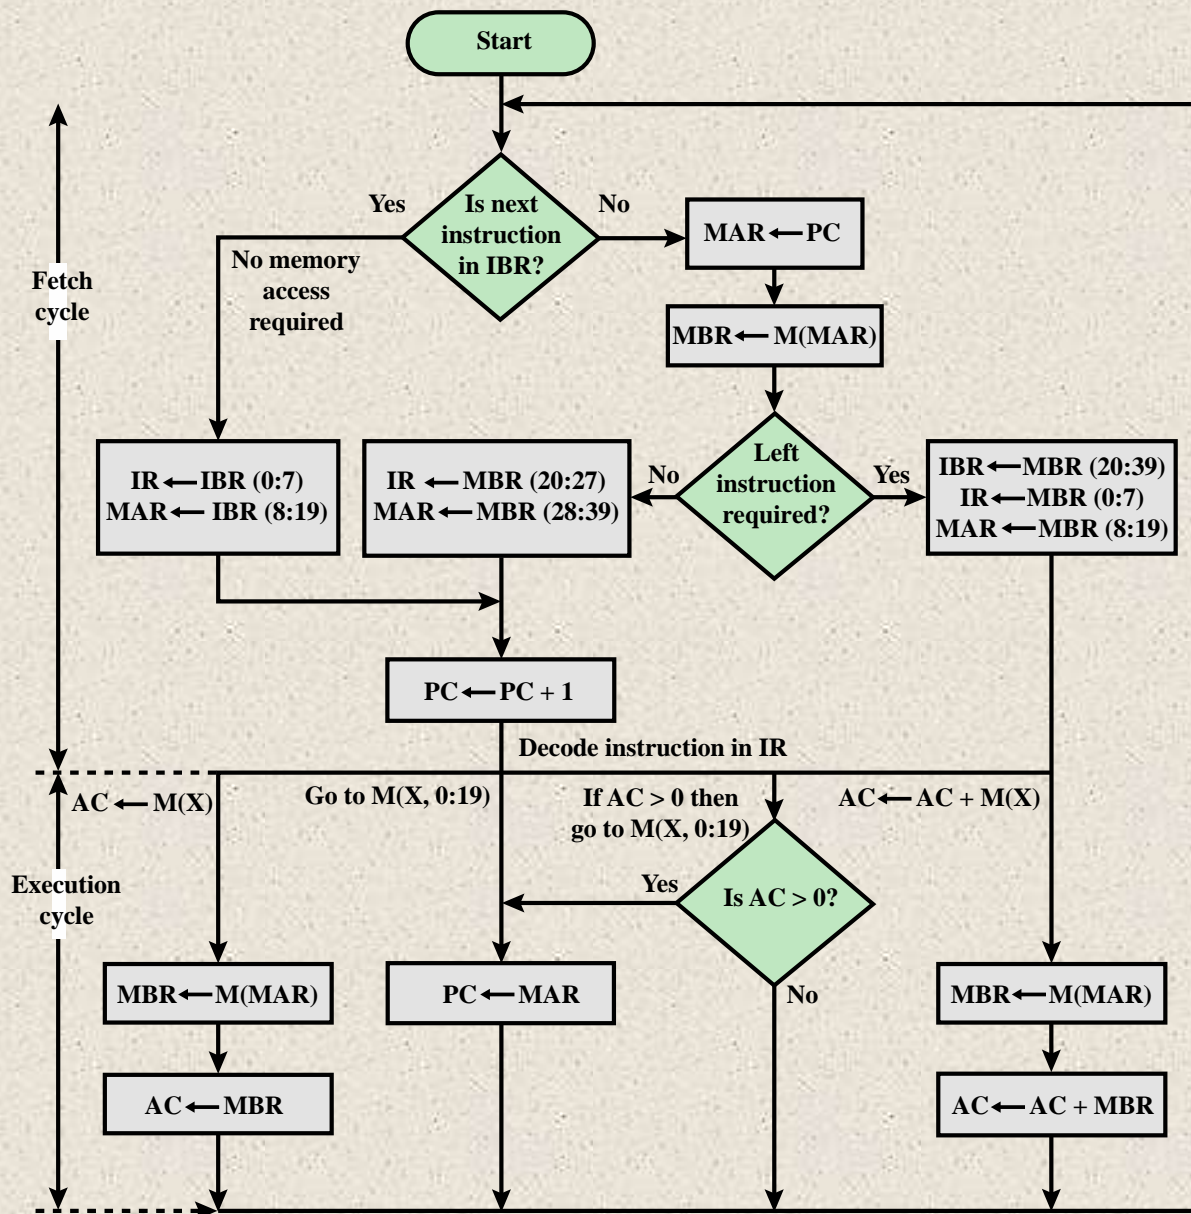 Start
Yes
Is next
instruction
in IBR?
No
MAR ← PC
No memory
access
required
Fetch
cycle
MBR ← M(MAR)
IR ← IBR (0:7)
MAR ← IBR (8:19)
IR ← MBR (20:27)
MAR ← MBR (28:39)
No
Left
instruction
required?
Yes
IBR ← MBR (20:39)
IR ← MBR (0:7)
MAR ← MBR (8:19)
PC ← PC + 1
Decode instruction in IR
AC ← M(X)
Go to M(X, 0:19)
If AC > 0 then
go to M(X, 0:19)
AC ← AC + M(X)
Execution
cycle
Yes
Is AC > 0?
No
MBR ← M(MAR)
PC ← MAR
MBR ← M(MAR)
AC ← MBR
AC ← AC + MBR